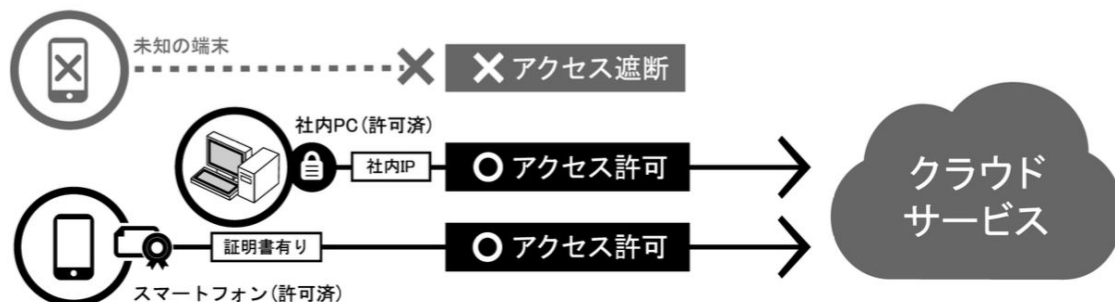 未知の端末
アクセス遮断
社内PC(許可済)
社内IP
アクセス許可
クラウド
サービス
証明書有り
アクセス許可
スマートフォン(許可済)